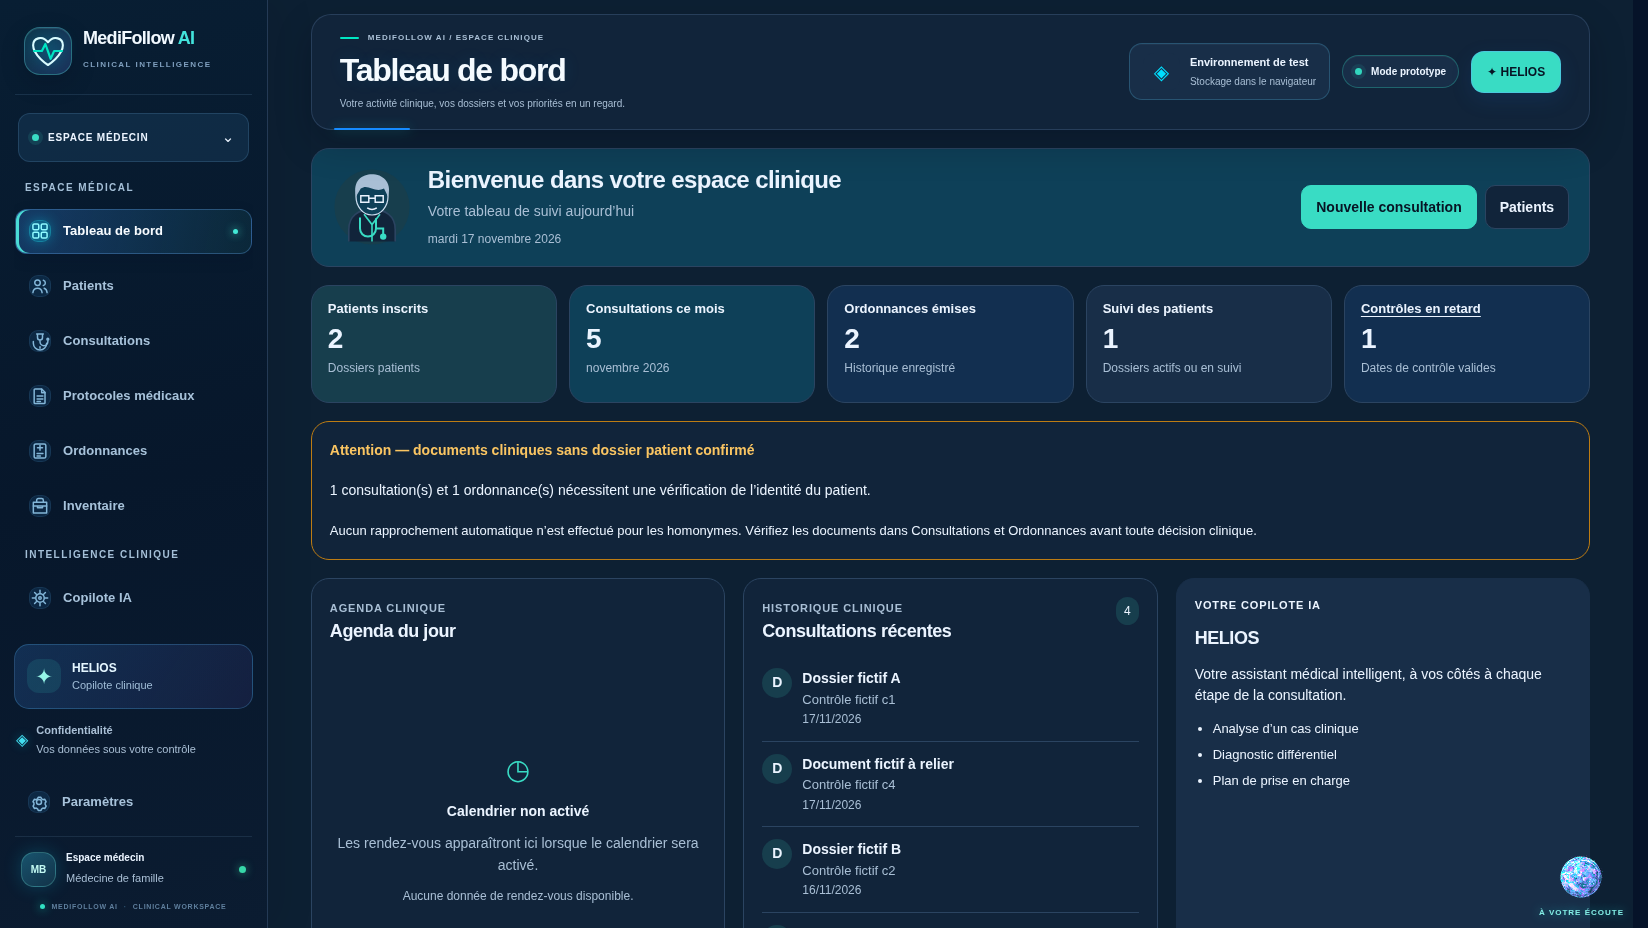 MediFollow AI
CLINICAL INTELLIGENCE
ESPACE MÉDECIN
ESPACE MÉDICAL
Tableau de bord
Patients
Consultations
Protocoles médicaux
Ordonnances
Inventaire
INTELLIGENCE CLINIQUE
Copilote IA
HELIOS
Copilote clinique
Confidentialité
Vos données sous votre contrôle
Paramètres
MB
Espace médecin
Médecine de famille
MEDIFOLLOW AI · CLINICAL WORKSPACE
MEDIFOLLOW AI / ESPACE CLINIQUE
Tableau de bord
Votre activité clinique, vos dossiers et vos priorités en un regard.
Environnement de test
Stockage dans le navigateur
Mode prototype
✦ HELIOS
Bienvenue dans votre espace clinique
Votre tableau de suivi aujourd’hui
mardi 17 novembre 2026
Nouvelle consultation
Patients
Patients inscrits
2
Dossiers patients
Consultations ce mois
5
novembre 2026
Ordonnances émises
2
Historique enregistré
Suivi des patients
1
Dossiers actifs ou en suivi
Contrôles en retard
1
Dates de contrôle valides
Attention — documents cliniques sans dossier patient confirmé
1 consultation(s) et 1 ordonnance(s) nécessitent une vérification de l’identité du patient.
Aucun rapprochement automatique n’est effectué pour les homonymes. Vérifiez les documents dans Consultations et Ordonnances avant toute décision clinique.
AGENDA CLINIQUE
Agenda du jour
Calendrier non activé
Les rendez-vous apparaîtront ici lorsque le calendrier sera
activé.
Aucune donnée de rendez-vous disponible.
HISTORIQUE CLINIQUE
Consultations récentes
4
D
Dossier fictif A
Contrôle fictif c1
17/11/2026
D
Document fictif à relier
Contrôle fictif c4
17/11/2026
D
Dossier fictif B
Contrôle fictif c2
16/11/2026
VOTRE COPILOTE IA
HELIOS
Votre assistant médical intelligent, à vos côtés à chaque
étape de la consultation.
• Analyse d’un cas clinique
• Diagnostic différentiel
• Plan de prise en charge
À VOTRE ÉCOUTE